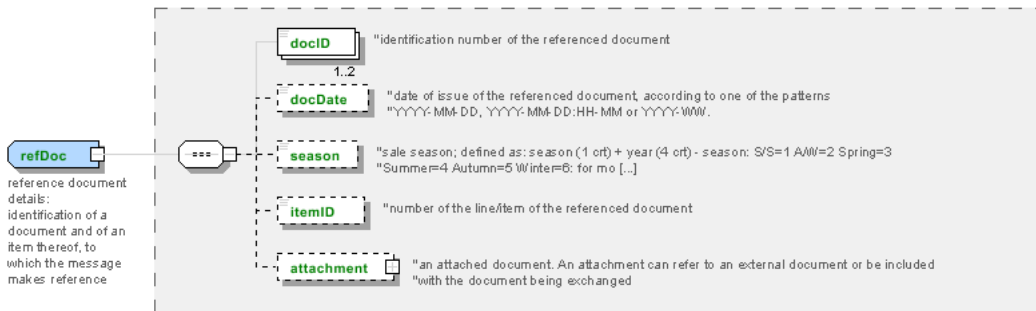 docID
"identification number of the referenced document
1..2
docDate
"date of issue of the referenced document, according to one of the patterns
"YYYY-MM-DD, YYYY-MM-DD:HH-MM or YYYY-WW.
refDoc
season
"sale season; defined as: season (1 crt) + year (4 crt) - season: S/S=1 A/W=2 Spring=3
"Summer=4 Autumn=5 Winter=6: for mo [...]
reference document
details:
identification of a
document and of an
item thereof, to
which the message
makes reference
itemID
"number of the line/item of the referenced document
attachment
"an attached document. An attachment can refer to an external document or be included
"with the document being exchanged